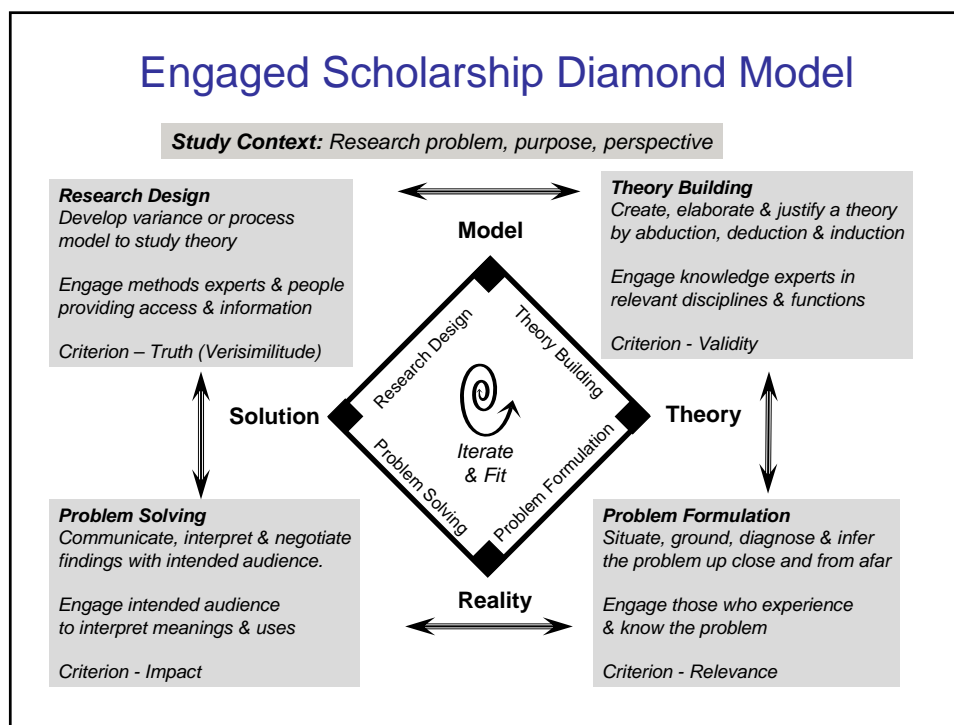 Engaged Scholarship Diamond Model
Study Context: Research problem, purpose, perspective
Research Design
Develop variance or process
model to study theory
Engage methods experts & people
providing access & information
Criterion – Truth (Verisimilitude)
Theory Building
Create, elaborate & justify a theory
by abduction, deduction & induction
Engage knowledge experts in
relevant disciplines & functions
Criterion - Validity
Model
Research Design
Theory Building
Solution
Iterate
& Fit
Theory
Problem Solving
Problem Formulation
Reality
Problem Solving
Communicate, interpret & negotiate
findings with intended audience.
Engage intended audience
to interpret meanings & uses
Criterion - Impact
Problem Formulation
Situate, ground, diagnose & infer
the problem up close and from afar
Engage those who experience
& know the problem
Criterion - Relevance